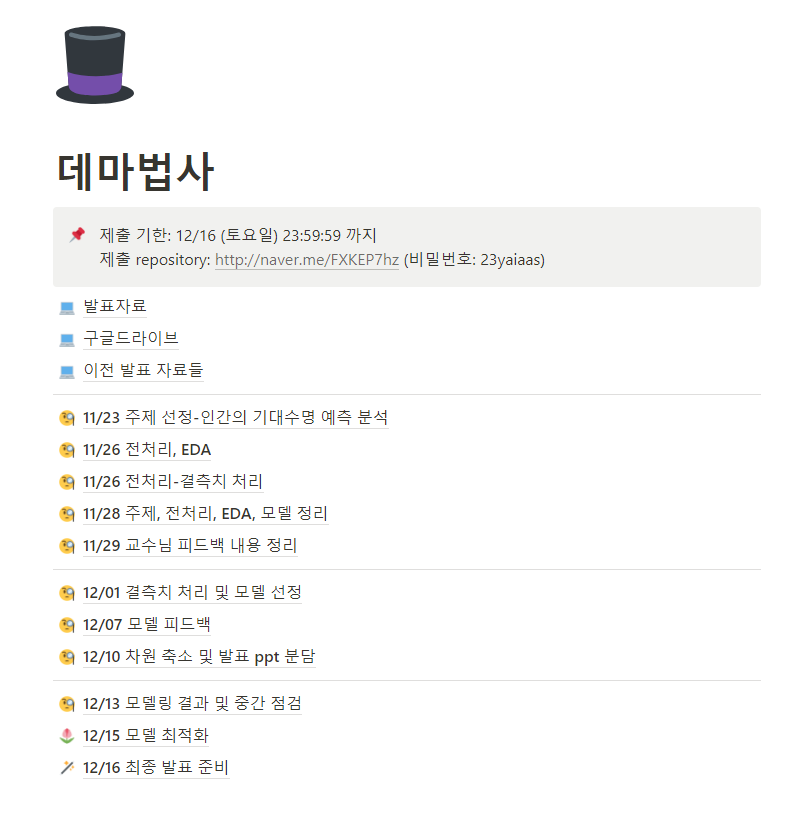 데마법사
제출 기한: 12/16 (토요일) 23:59:59 까지
제출 repository: http://naver.me/FXKEP7hz (비밀번호: 23yaiaas)
발표자료
구글드라이브
이전 발표 자료들
11/23 주제 선정-인간의 기대수명 예측 분석
11/26 전처리, EDA
11/26 전처리-결측치 처리
11/28 주제, 전처리, EDA, 모델 정리
11/29 교수님 피드백 내용 정리
12/01 결측치 처리 및 모델 선정
12/07 모델 피드백
12/10 차원 축소 및 발표 ppt 분담
12/13 모델링 결과 및 중간 점검
12/15 모델 최적화
12/16 최종 발표 준비